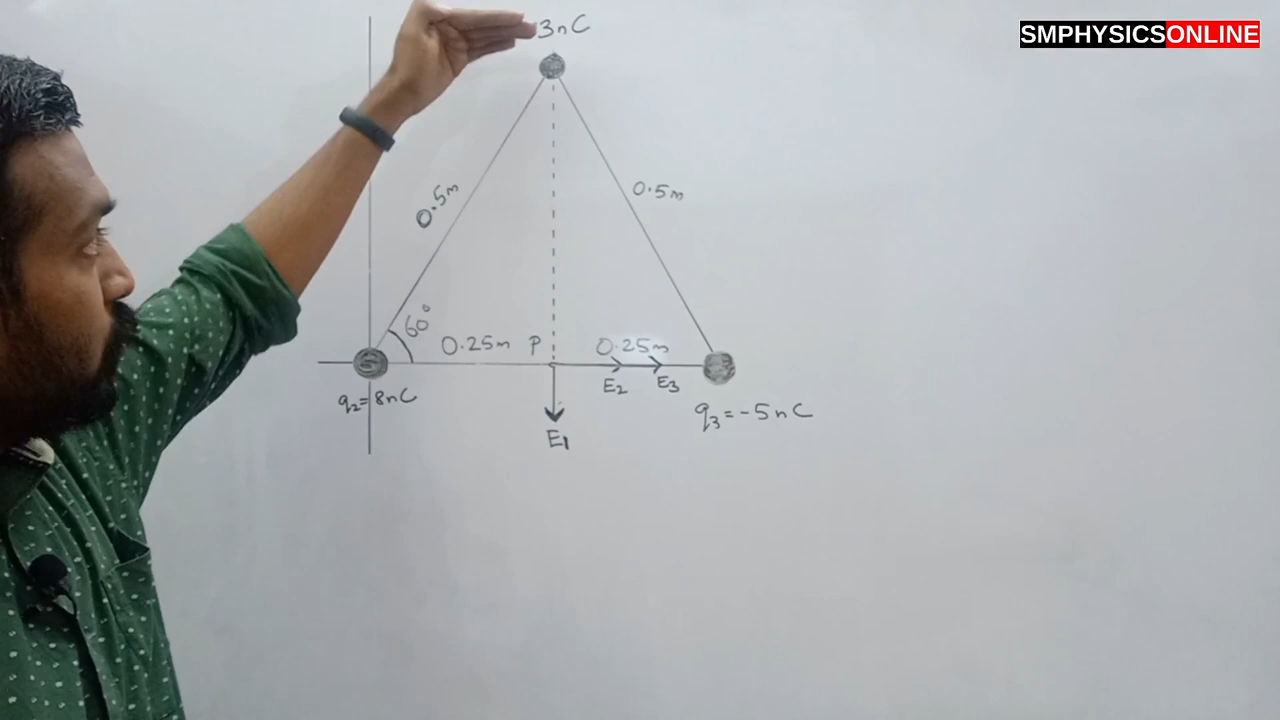 SMPHYSICSONLINE
3nC
0.5m
0.5m
60°
0.25m P 0.25m
E2 E3
q2=8nC
q3=-5nC
E1